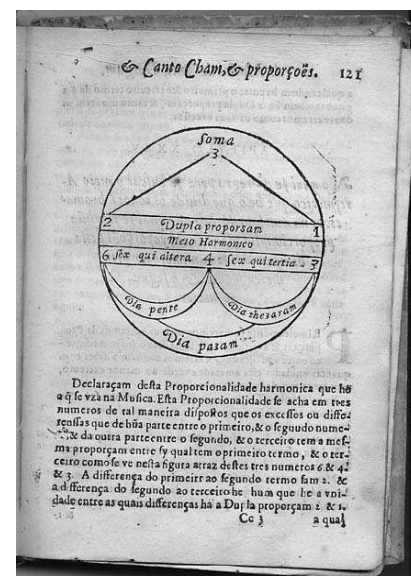 & Canto Cham, & proporçoẽs. 121
Soma
3
2 Dupla proporsam 1
Meio Harmonico
6 sex qui altera 4 sex qui tertia 3
Dia pente Dia thesaram
Dia pasam
Declaraçam desta Proporcionalidade harmonica que hé
a q̃ se vza na Musica. Esta Proporcionalidade se acha em tres
numeros de tal maneira dispostos que os excessos ou diffe-
renssas que de hũa parte entre o primeiro, & o segundo nume-
& da outra parte entre o segundo, & o terceiro tem a mes-
ma proporçam entre sy qual tem o primeiro termo, & o ter-
ceiro como se ve nesta figura atraz destes tres numeros 6. & 4.
& 3. A differença do primeiro ao segundo termo sam 2. &
a differença do segundo ao terceiro he hum que he a vni-
dade entre as quais differenças ha a Dupla proporçam 2. & 1.
Cc 3 a qual